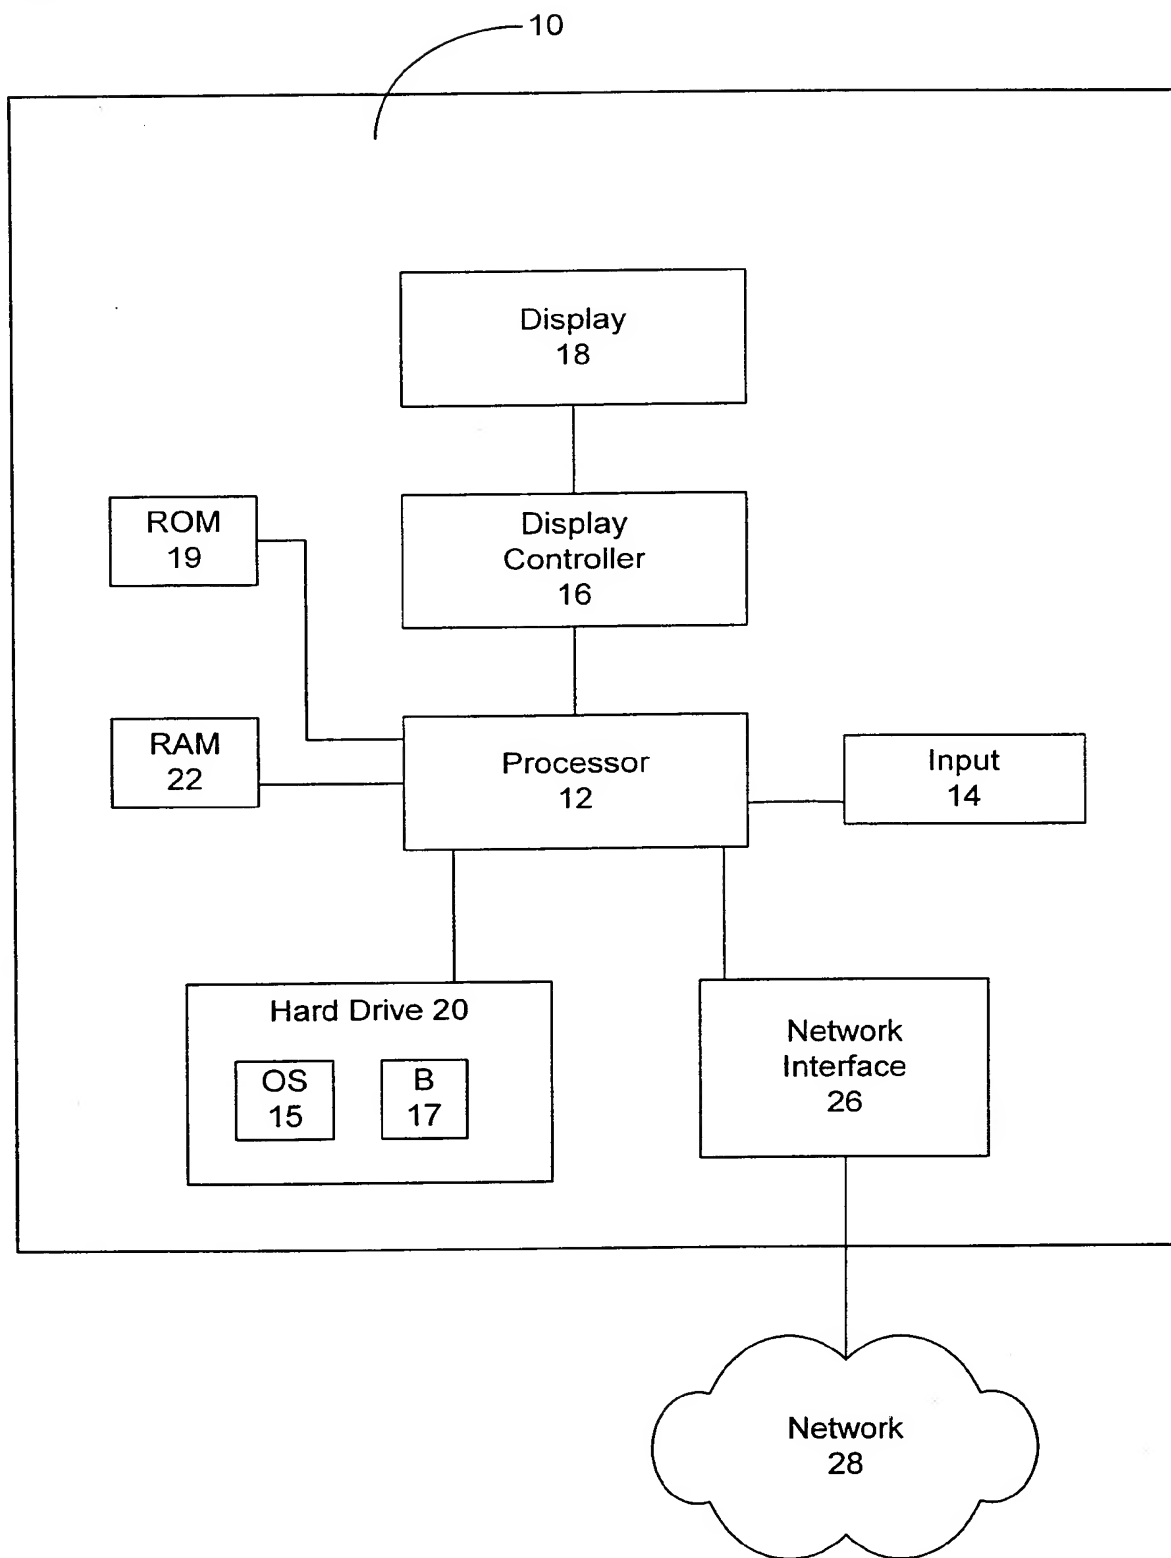 10
Display
18
ROM
19
Display
Controller
16
RAM
22
Processor
12
Input
14
Hard Drive 20
OS
15
B
17
Network
Interface
26
Network
28